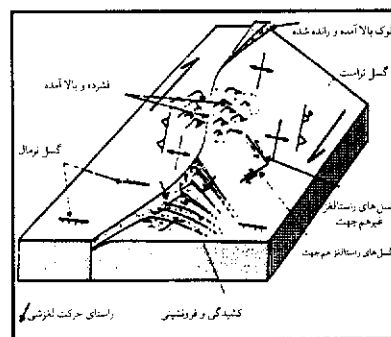 بلوک بالا آمده و رانده شده
گسل تراست
فشرده و بالا آمده
گسل نرمال
گسل‌های راستالغز
غیرهم جهت
گسل‌های راستالغز هم جهت
کشیدگی و فرونشینی
راستای حرکت لغزشی